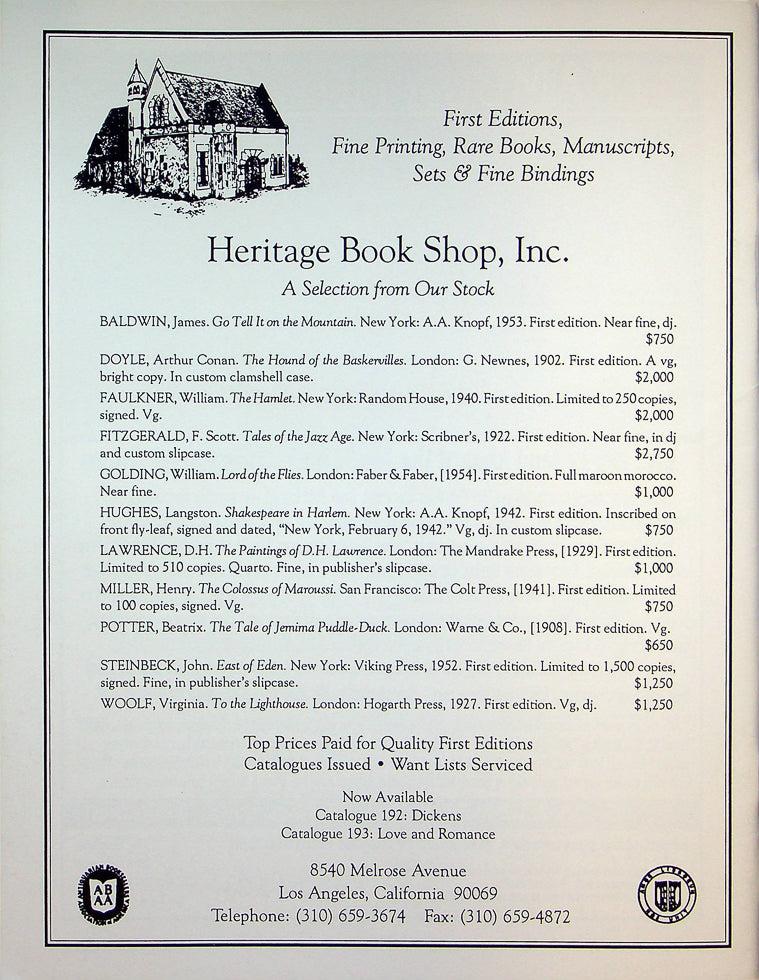 First Editions,
Fine Printing, Rare Books, Manuscripts,
Sets & Fine Bindings
Heritage Book Shop, Inc.
A Selection from Our Stock
BALDWIN, James. Go Tell It on the Mountain. New York: A.A. Knopf, 1953. First edition. Near fine, dj.
$750
DOYLE, Arthur Conan. The Hound of the Baskervilles. London: G. Newnes, 1902. First edition. A vg,
bright copy. In custom clamshell case. $2,000
FAULKNER, William. The Hamlet. New York: Random House, 1940. First edition. Limited to 250 copies,
signed. Vg. $2,000
FITZGERALD, F. Scott. Tales of the Jazz Age. New York: Scribner's, 1922. First edition. Near fine, in dj
and custom slipcase. $2,750
GOLDING, William. Lord of the Flies. London: Faber & Faber, [1954]. First edition. Full maroon morocco.
Near fine. $1,000
HUGHES, Langston. Shakespeare in Harlem. New York: A.A. Knopf, 1942. First edition. Inscribed on
front fly-leaf, signed and dated, “New York, February 6, 1942.” Vg, dj. In custom slipcase. $750
LAWRENCE, D.H. The Paintings of D.H. Lawrence. London: The Mandrake Press, [1929]. First edition.
Limited to 510 copies. Quarto. Fine, in publisher's slipcase. $1,000
MILLER, Henry. The Colossus of Maroussi. San Francisco: The Colt Press, [1941]. First edition. Limited
to 100 copies, signed. Vg. $750
POTTER, Beatrix. The Tale of Jemima Puddle-Duck. London: Warne & Co., [1908]. First edition. Vg.
$650
STEINBECK, John. East of Eden. New York: Viking Press, 1952. First edition. Limited to 1,500 copies,
signed. Fine, in publisher's slipcase. $1,250
WOOLF, Virginia. To the Lighthouse. London: Hogarth Press, 1927. First edition. Vg, dj. $1,250
Top Prices Paid for Quality First Editions
Catalogues Issued • Want Lists Serviced
Now Available
Catalogue 192: Dickens
Catalogue 193: Love and Romance
8540 Melrose Avenue
Los Angeles, California 90069
Telephone: (310) 659-3674 Fax: (310) 659-4872
AB
AA